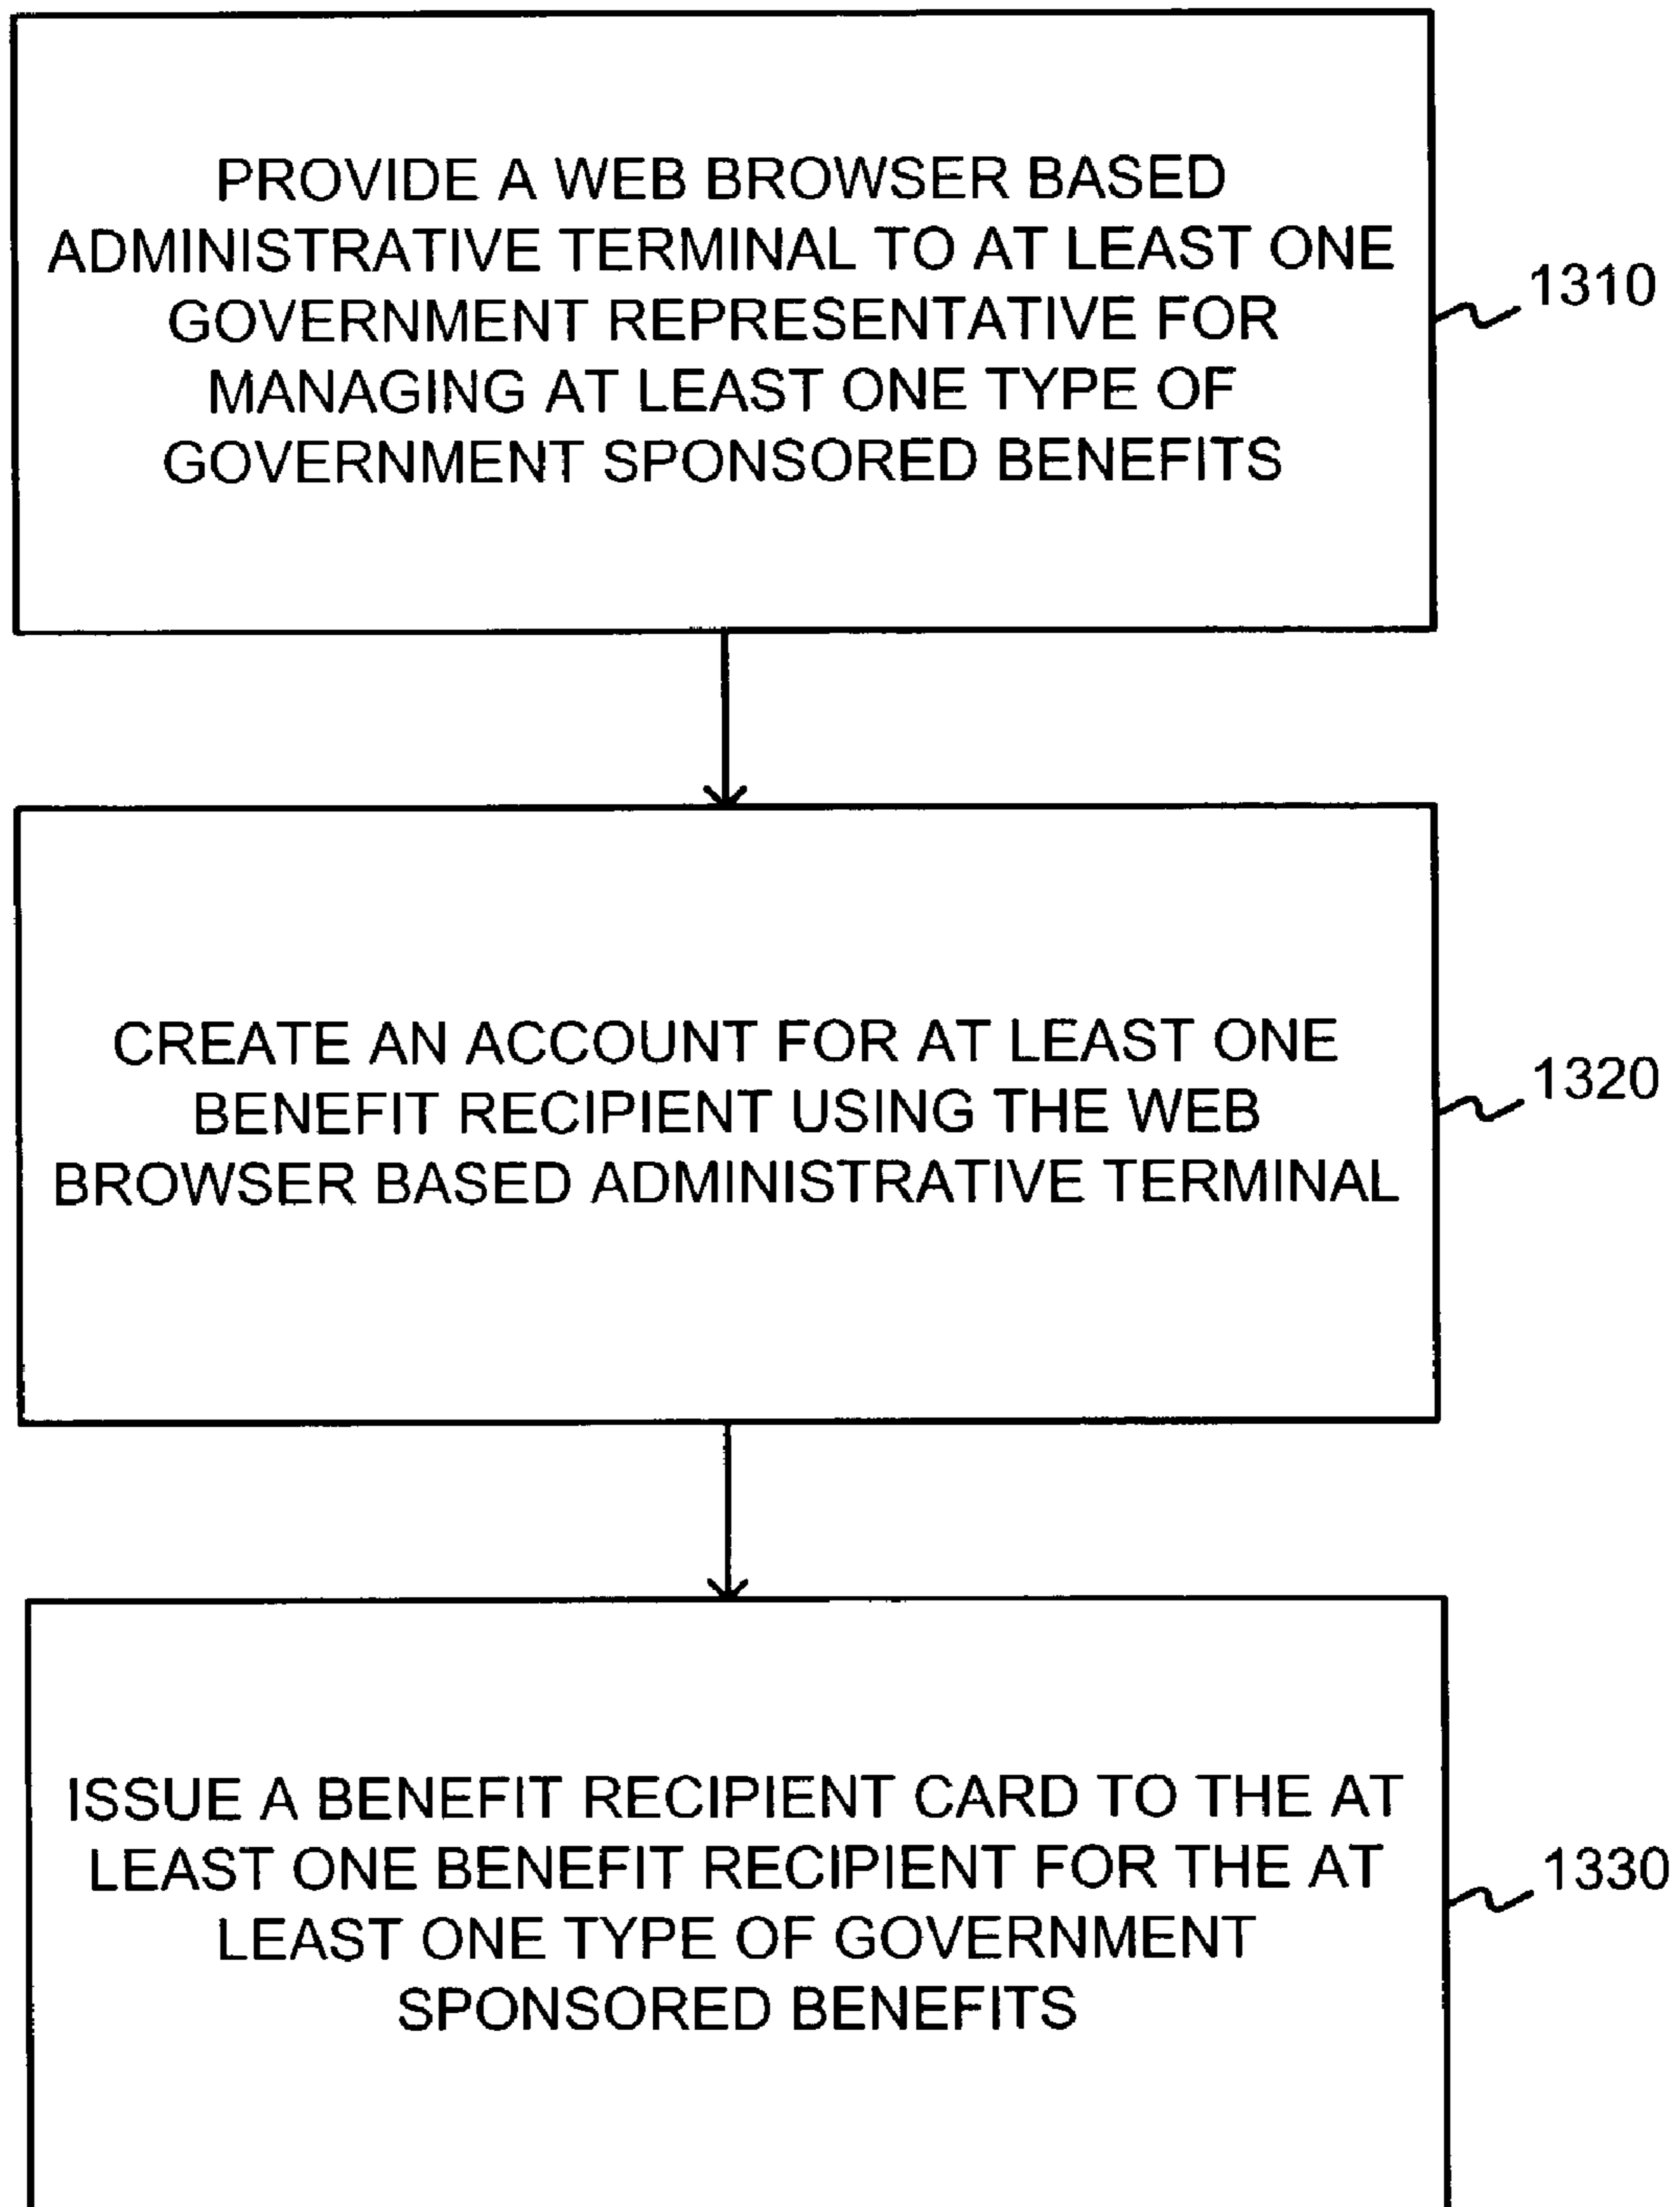 PROVIDE A WEB BROWSER BASED
ADMINISTRATIVE TERMINAL TO AT LEAST ONE
GOVERNMENT REPRESENTATIVE FOR
MANAGING AT LEAST ONE TYPE OF
GOVERNMENT SPONSORED BENEFITS
1310
CREATE AN ACCOUNT FOR AT LEAST ONE
BENEFIT RECIPIENT USING THE WEB
BROWSER BASED ADMINISTRATIVE TERMINAL
1320
ISSUE A BENEFIT RECIPIENT CARD TO THE AT
LEAST ONE BENEFIT RECIPIENT FOR THE AT
LEAST ONE TYPE OF GOVERNMENT
SPONSORED BENEFITS
1330